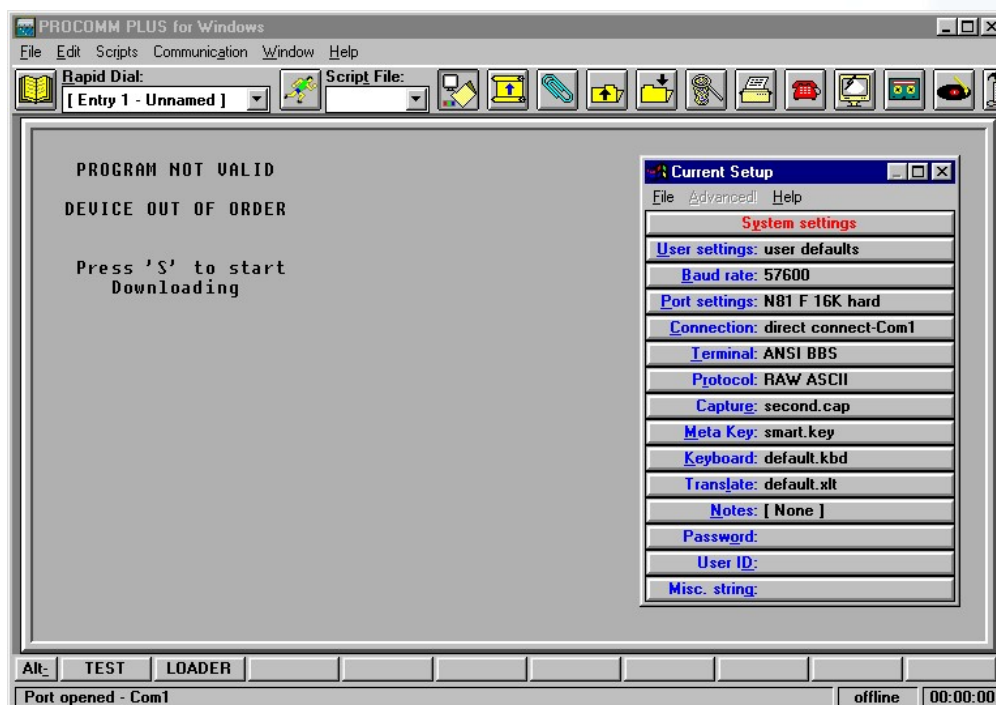 PROCOMM PLUS for Windows
File Edit Scripts Communication Window Help
Rapid Dial:
[ Entry 1 - Unnamed ]
Script File:
PROGRAM NOT VALID
DEVICE OUT OF ORDER
Press 'S' to start
Downloading
Current Setup
File Advanced! Help
System settings
User settings: user defaults
Baud rate: 57600
Port settings: N81 F 16K hard
Connection: direct connect-Com1
Terminal: ANSI BBS
Protocol: RAW ASCII
Capture: second.cap
Meta Key: smart.key
Keyboard: default.kbd
Translate: default.xlt
Notes: [ None ]
Password:
User ID:
Misc. string:
Alt- TEST LOADER
Port opened - Com1 offline 00:00:00